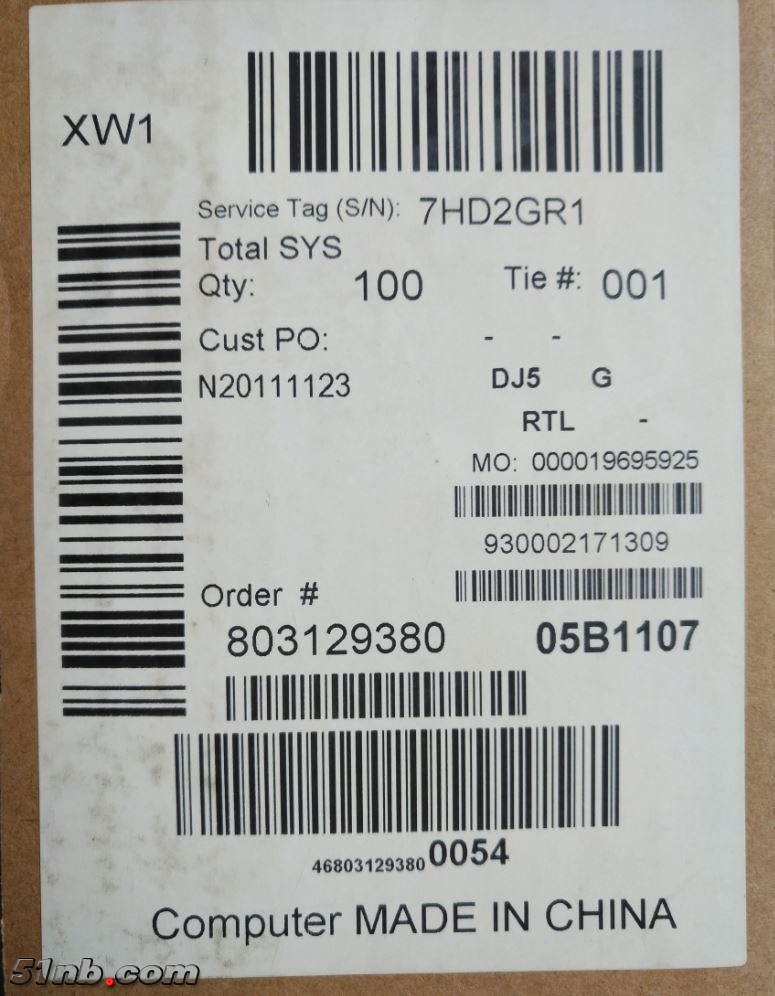 XW1
Service Tag (S/N): 7HD2GR1
Total SYS
Qty: 100 Tie #: 001
Cust PO: - -
N20111123 DJ5 G
RTL -
MO: 000019695925
930002171309
Order #
803129380 05B1107
468031293800054
Computer MADE IN CHINA
51nb.com